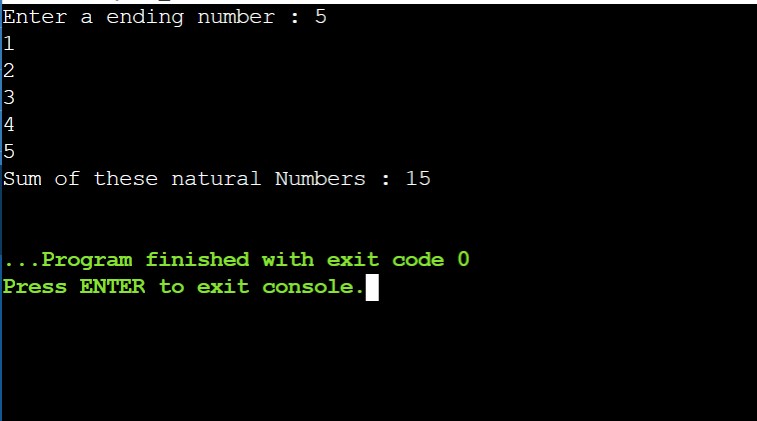 Enter a ending number : 5
1
2
3
4
5
Sum of these natural Numbers : 15
...Program finished with exit code 0
Press ENTER to exit console.